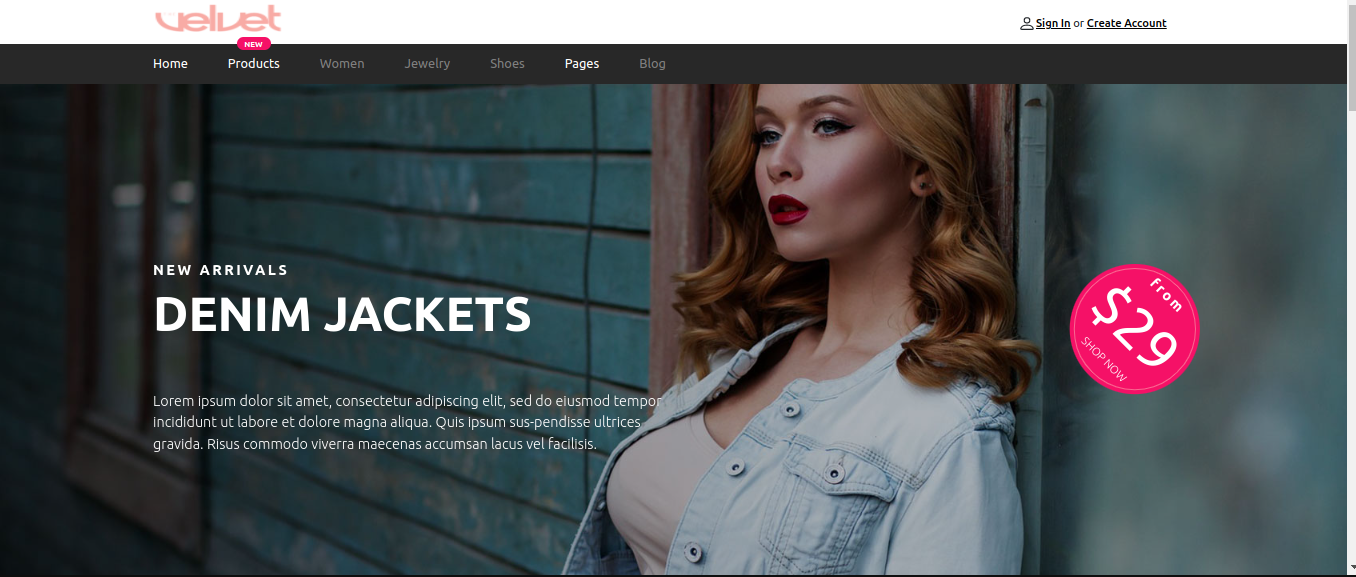 velvet
Sign In or Create Account
NEW
Home Products Women Jewelry Shoes Pages Blog
NEW ARRIVALS
DENIM JACKETS
From
$29
SHOP NOW
Lorem ipsum dolor sit amet, consectetur adipiscing elit, sed do eiusmod tempor
incididunt ut labore et dolore magna aliqua. Quis ipsum sus-pendisse ultrices
gravida. Risus commodo viverra maecenas accumsan lacus vel facilisis.